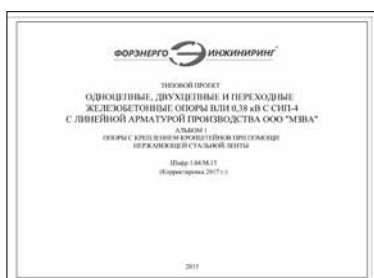 ФОРЭНЕРГО ИНЖИНИРИНГ
ТИПОВОЙ ПРОЕКТ
ОДНОЦЕПНЫЕ, ДВУХЦЕПНЫЕ И ПЕРЕХОДНЫЕ
ЖЕЛЕЗОБЕТОННЫЕ ОПОРЫ ВЛИ 0,38 кВ С СИП-4
С ЛИНЕЙНОЙ АРМАТУРОЙ ПРОИЗВОДСТВА ООО "МЗВА"
АЛЬБОМ 1
ОПОРЫ С КРЕПЛЕНИЕМ КРОНШТЕЙНОВ ПРИ ПОМОЩИ
НЕРЖАВЕЮЩЕЙ СТАЛЬНОЙ ЛЕНТЫ
Шифр
(Корректировка 2017 г.)
2015